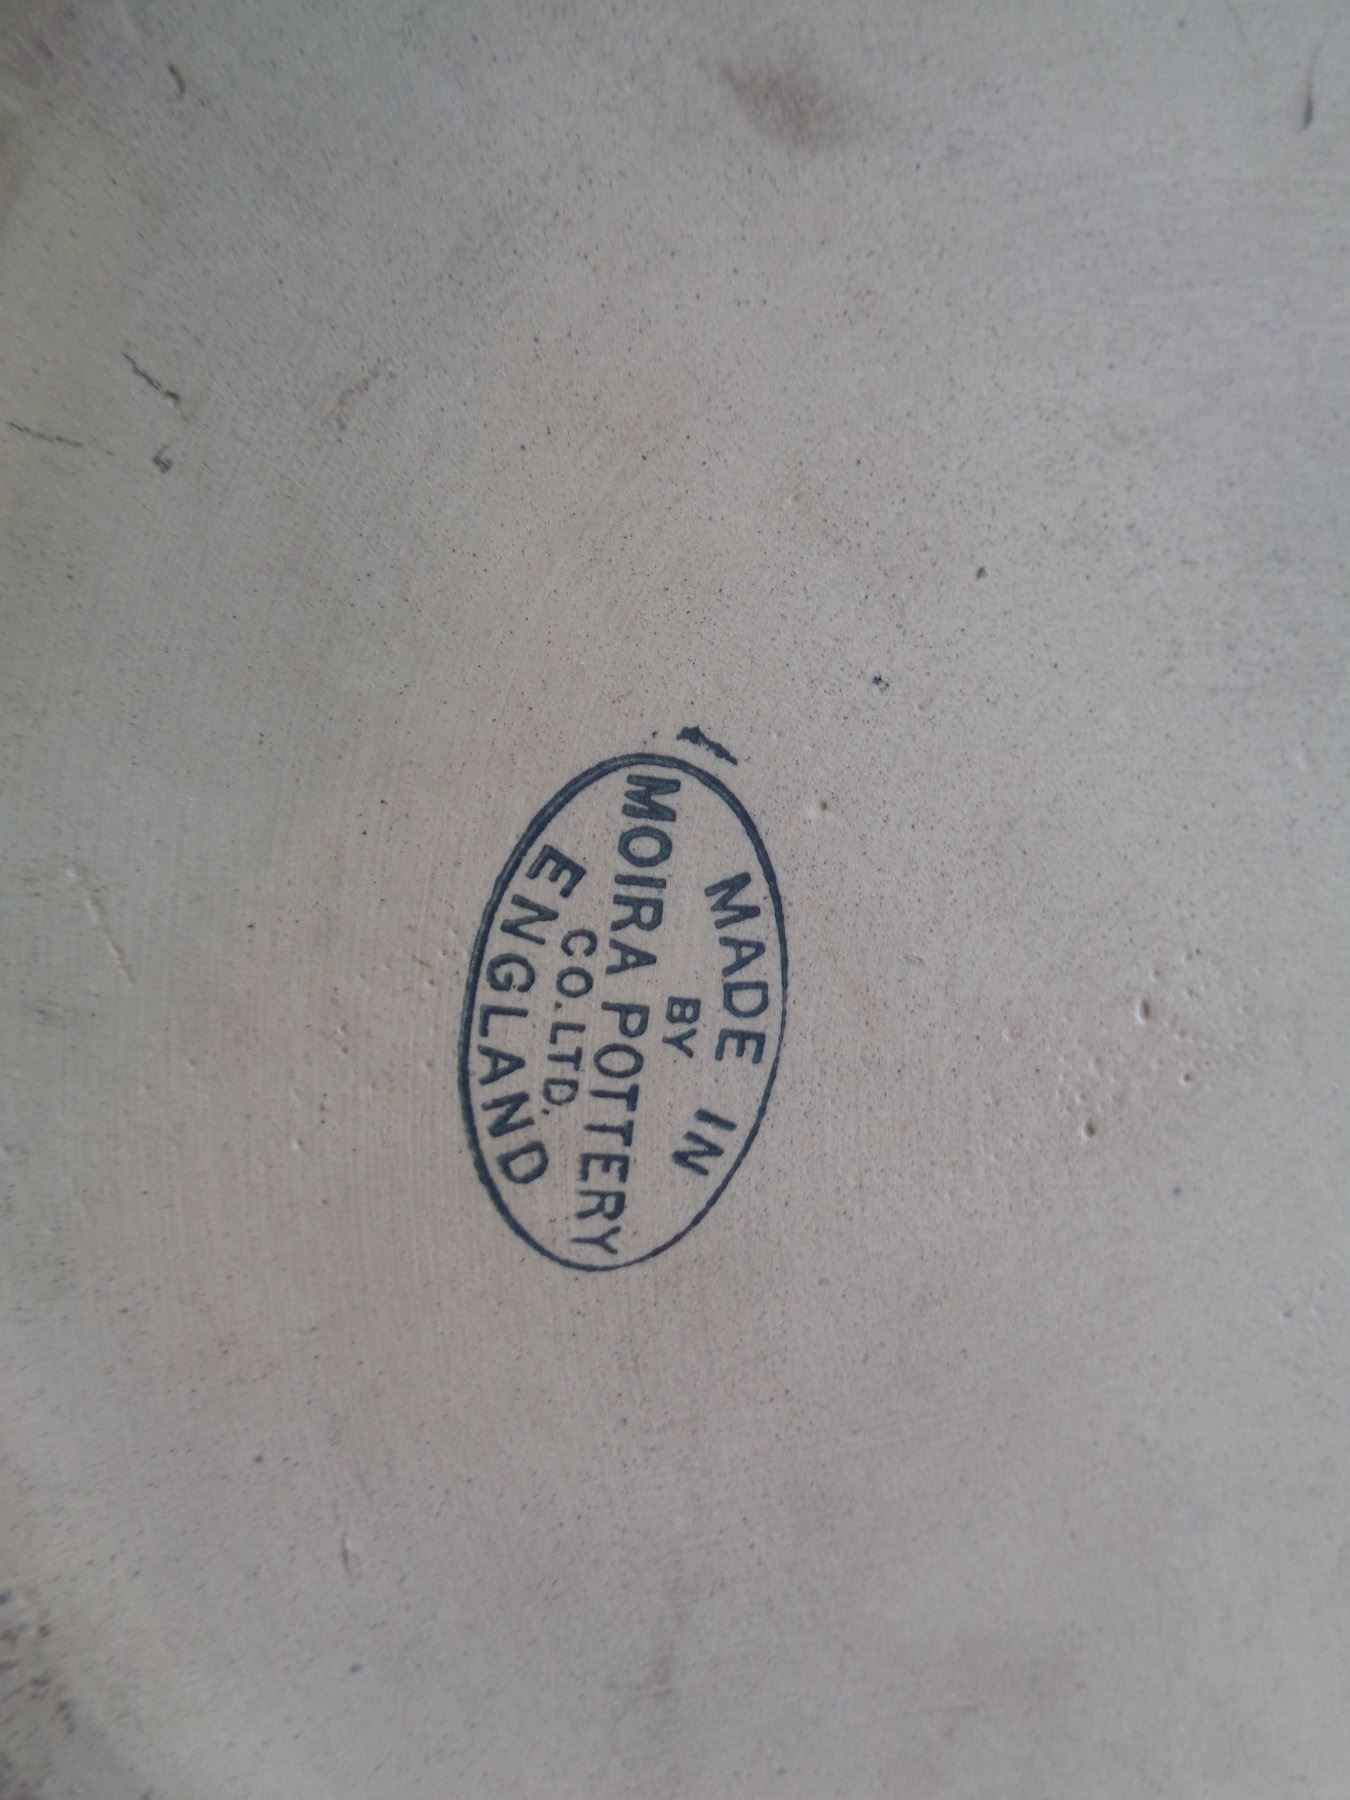 MADE IN
BY
MOIRA POTTERY
CO. LTD.
ENGLAND